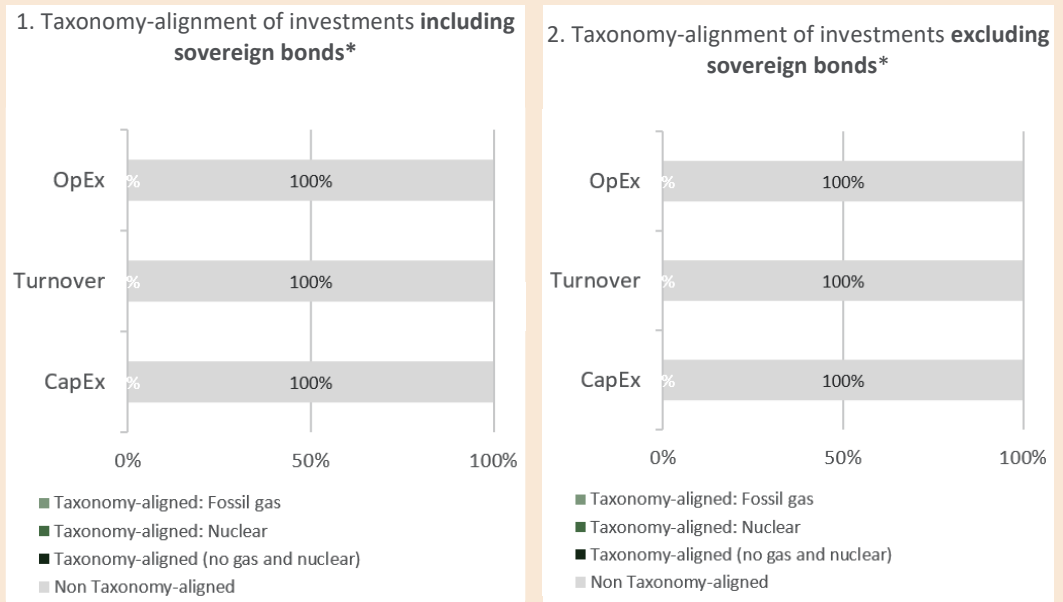 1. Taxonomy-alignment of investments including
sovereign bonds*
OpEx
%
100%
Turnover
%
100%
CapEx
%
100%
0%
50%
100%
Taxonomy-aligned: Fossil gas
Taxonomy-aligned: Nuclear
Taxonomy-aligned (no gas and nuclear)
Non Taxonomy-aligned
2. Taxonomy-alignment of investments excluding
sovereign bonds*
OpEx
%
100%
Turnover
%
100%
CapEx
%
100%
0%
50%
100%
Taxonomy-aligned: Fossil gas
Taxonomy-aligned: Nuclear
Taxonomy-aligned (no gas and nuclear)
Non Taxonomy-aligned